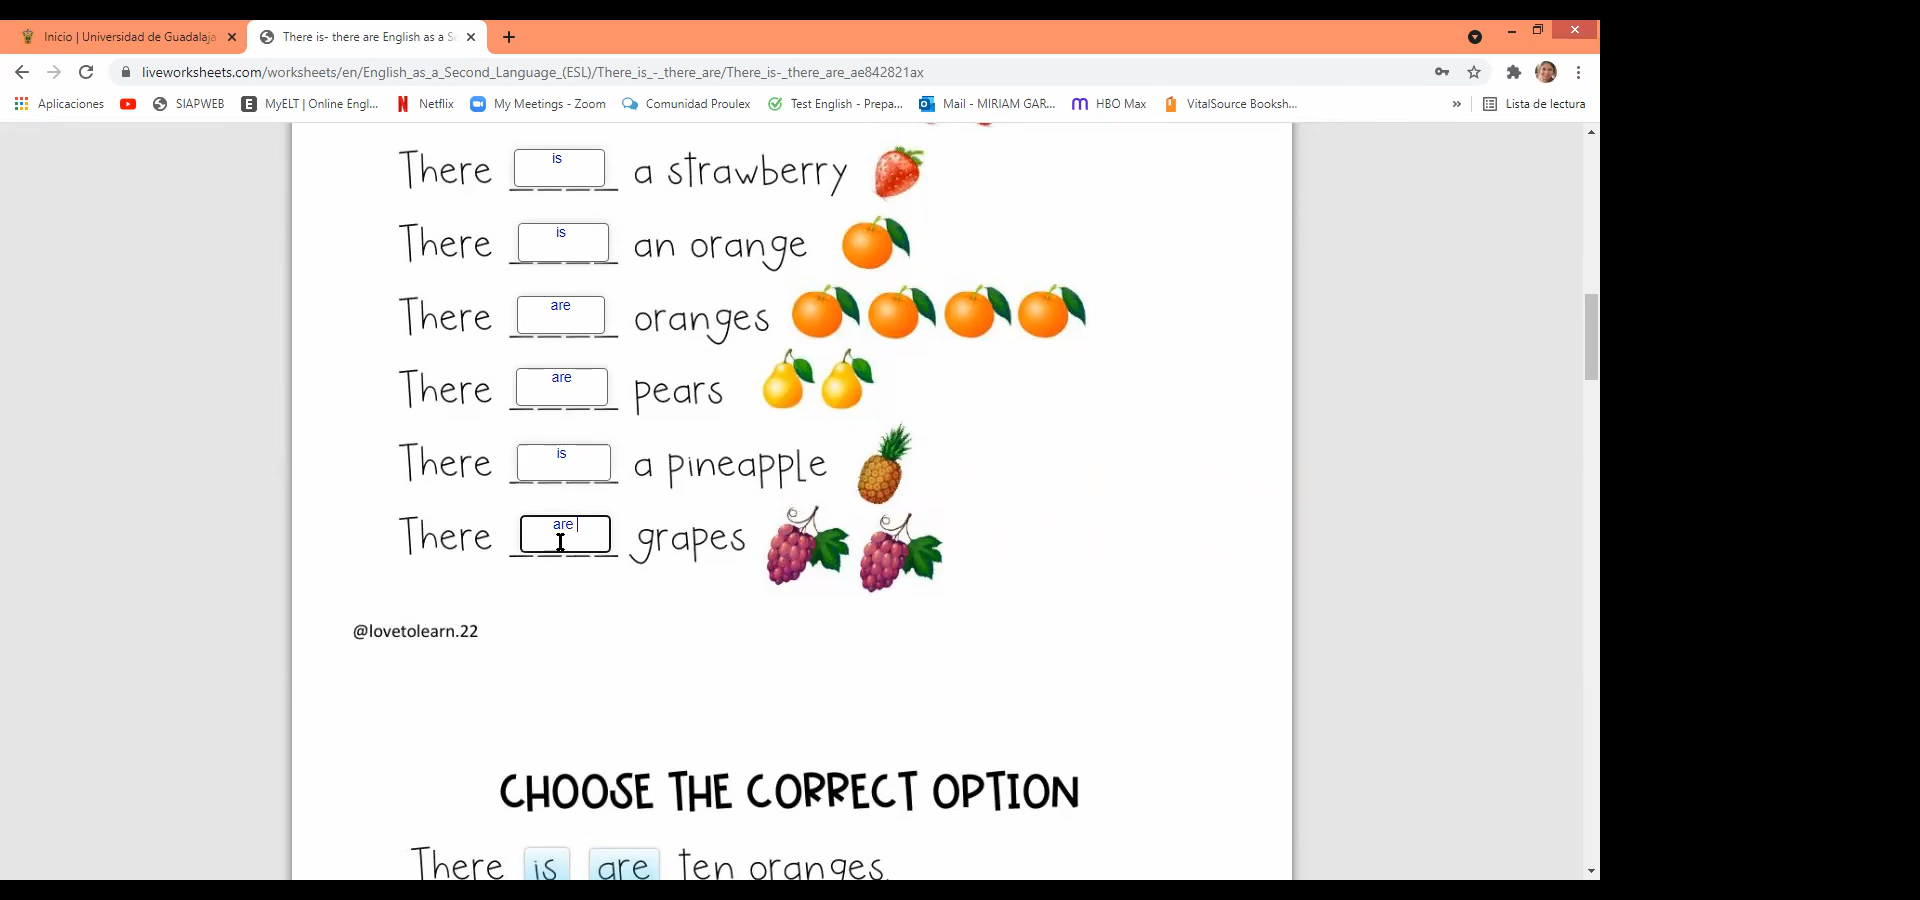 Inicio | Universidad de Guadalaja
There is- there are English as a S
liveworksheets.com/worksheets/en/English_as_a_Second_Language_(ESL)/There_is_-_there_are/There_is-_there_are_ae842821ax
Aplicaciones SIAPWEB MyELT | Online Engl... Netflix My Meetings - Zoom Comunidad Proulex Test English - Prepa... Mail - MIRIAM GAR... HBO Max VitalSource Booksh... » Lista de lectura
There is a strawberry
There is an orange
There are oranges
There are pears
There is a pineapple
There are grapes
@lovetolearn.22
CHOOSE THE CORRECT OPTION
There is are ten oranges.